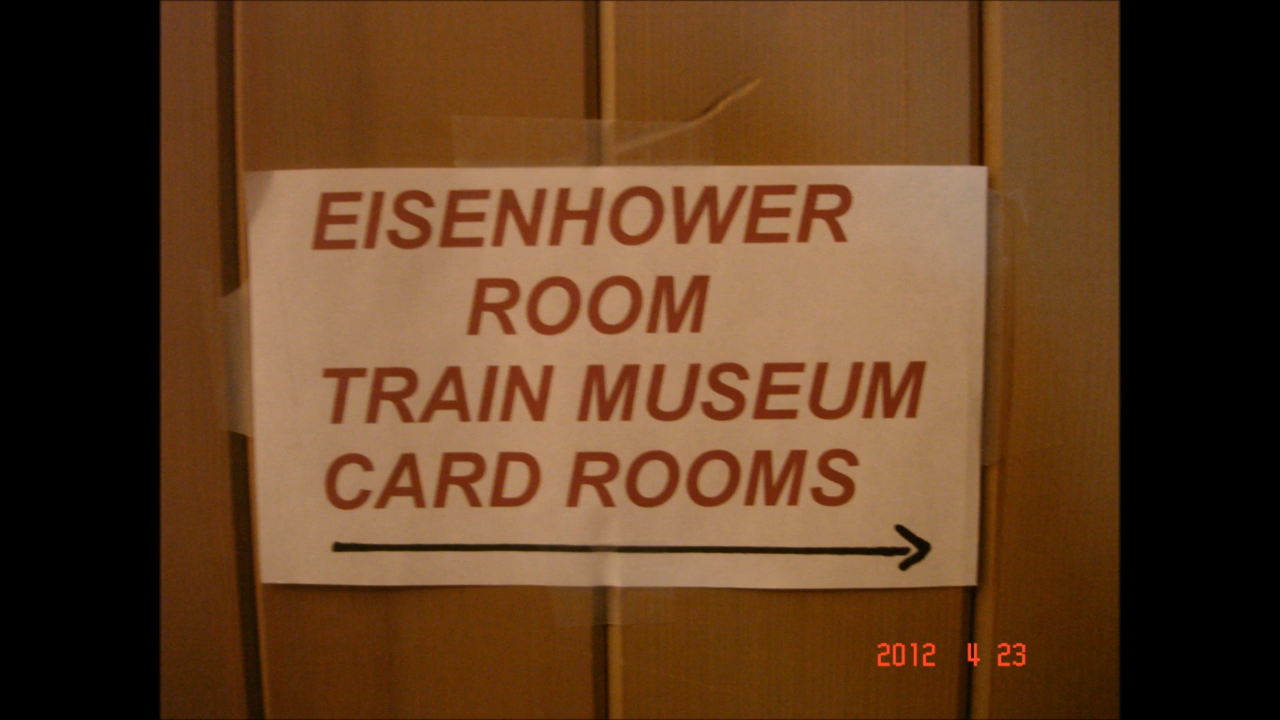 EISENHOWER
ROOM
TRAIN MUSEUM
CARD ROOMS
2012 4 23